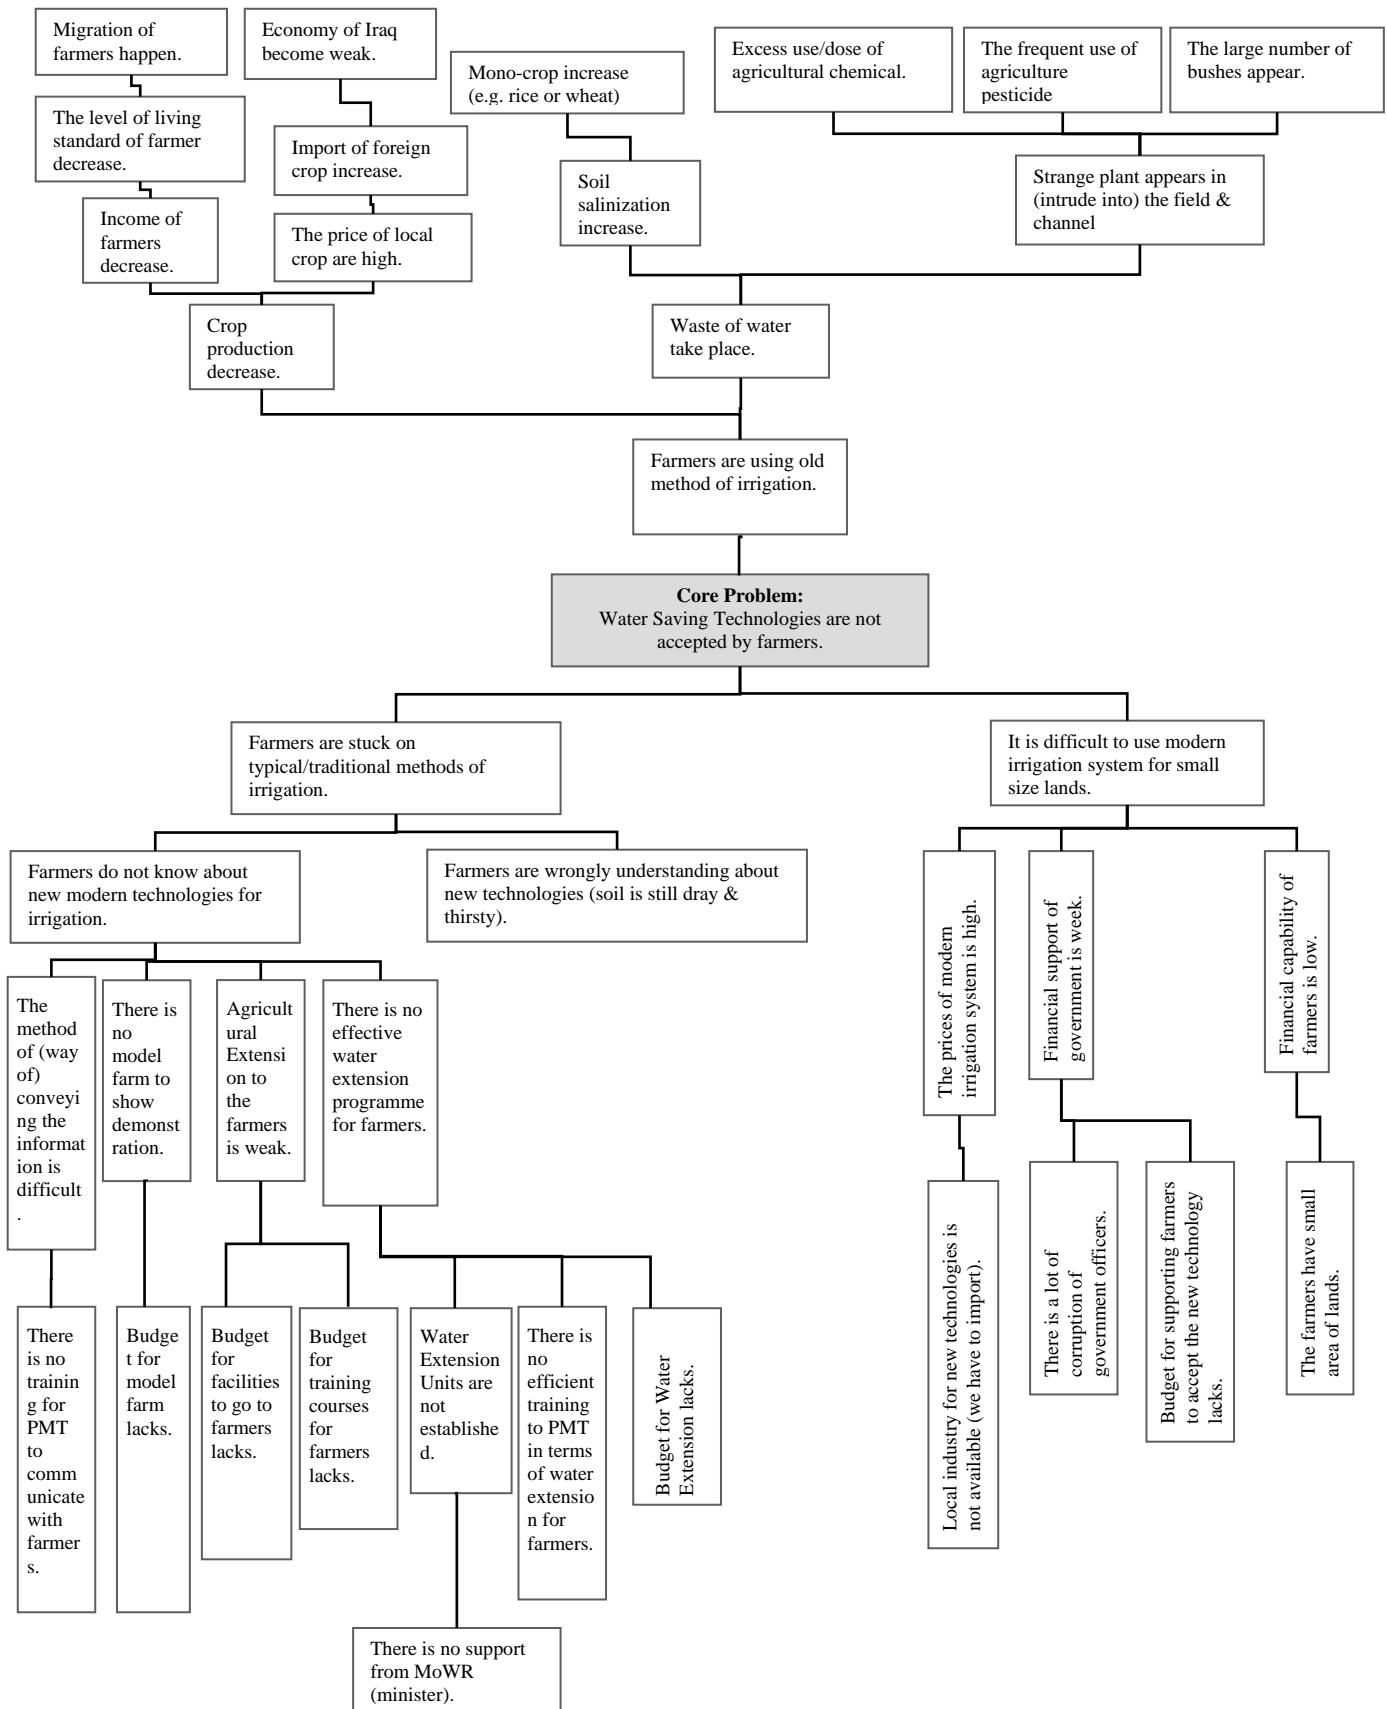 Migration of
farmers happen.
Economy of Iraq
become weak.
Mono-crop increase
(e.g. rice or wheat)
Excess use/dose of
agricultural chemical.
The frequent use of
agriculture
pesticide
The large number of
bushes appear.
The level of living
standard of farmer
decrease.
Import of foreign
crop increase.
Soil
salinization
increase.
Strange plant appears in
(intrude into) the field &
channel
Income of
farmers
decrease.
The price of local
crop are high.
Crop
production
decrease.
Waste of water
take place.
Farmers are using old
method of irrigation.
Core Problem:
Water Saving Technologies are not
accepted by farmers.
Farmers are stuck on
typical/traditional methods of
irrigation.
It is difficult to use modern
irrigation system for small
size lands.
Farmers do not know about
new modern technologies for
irrigation.
Farmers are wrongly understanding about
new technologies (soil is still dray &
thirsty).
The prices of modern
irrigation system is high.
Financial support of
government is week.
Financial capability of
farmers is low.
The
method
of (way
of)
conveyi
ng the
informat
ion is
difficult
.
There is
no
model
farm to
show
demonst
ration.
Agricult
ural
Extensi
on to
the
farmers
is weak.
There is no
effective
water
extension
programme
for farmers.
Local industry for new technologies is
not available (we have to import).
There is a lot of
corruption of
government officers.
Budget for supporting farmers
to accept the new technology
lacks.
The farmers have small
area of lands.
There
is no
trainin
g for
PMT
to
comm
unicate
with
farmer
s.
Budge
t for
model
farm
lacks.
Budget
for
facilities
to go to
farmers
lacks.
Budget
for
training
courses
for
farmers
lacks.
Water
Extension
Units are
not
establishe
d.
There is
no
efficient
training
to PMT
in terms
of water
extensio
n for
farmers.
Budget for Water
Extension lacks.
There is no support
from MoWR
(minister).